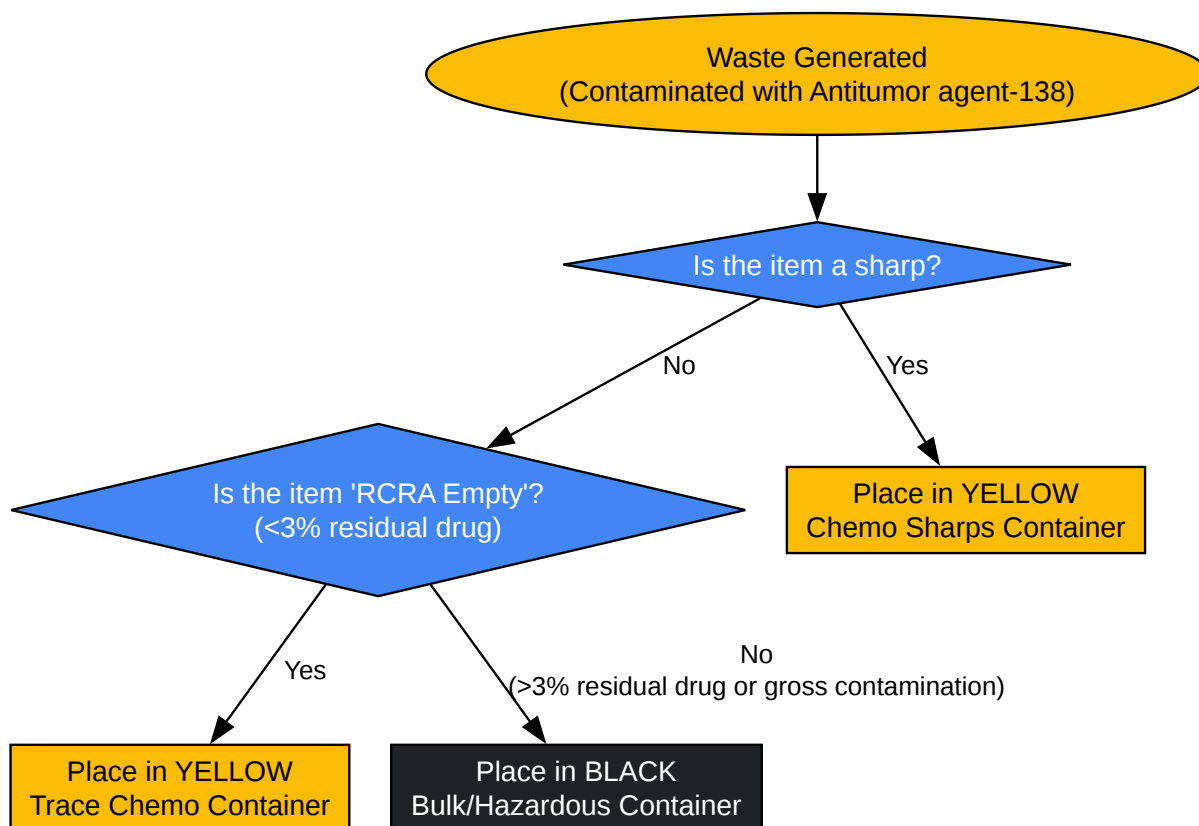 Waste Generated
(Contaminated with Antitumor agent-138)
Is the item a sharp?
No
Yes
Is the item 'RCRA Empty'?
(<3% residual drug)
Place in YELLOW
Chemo Sharps Container
Yes
No
(>3% residual drug or gross contamination)
Place in YELLOW
Trace Chemo Container
Place in BLACK
Bulk/Hazardous Container